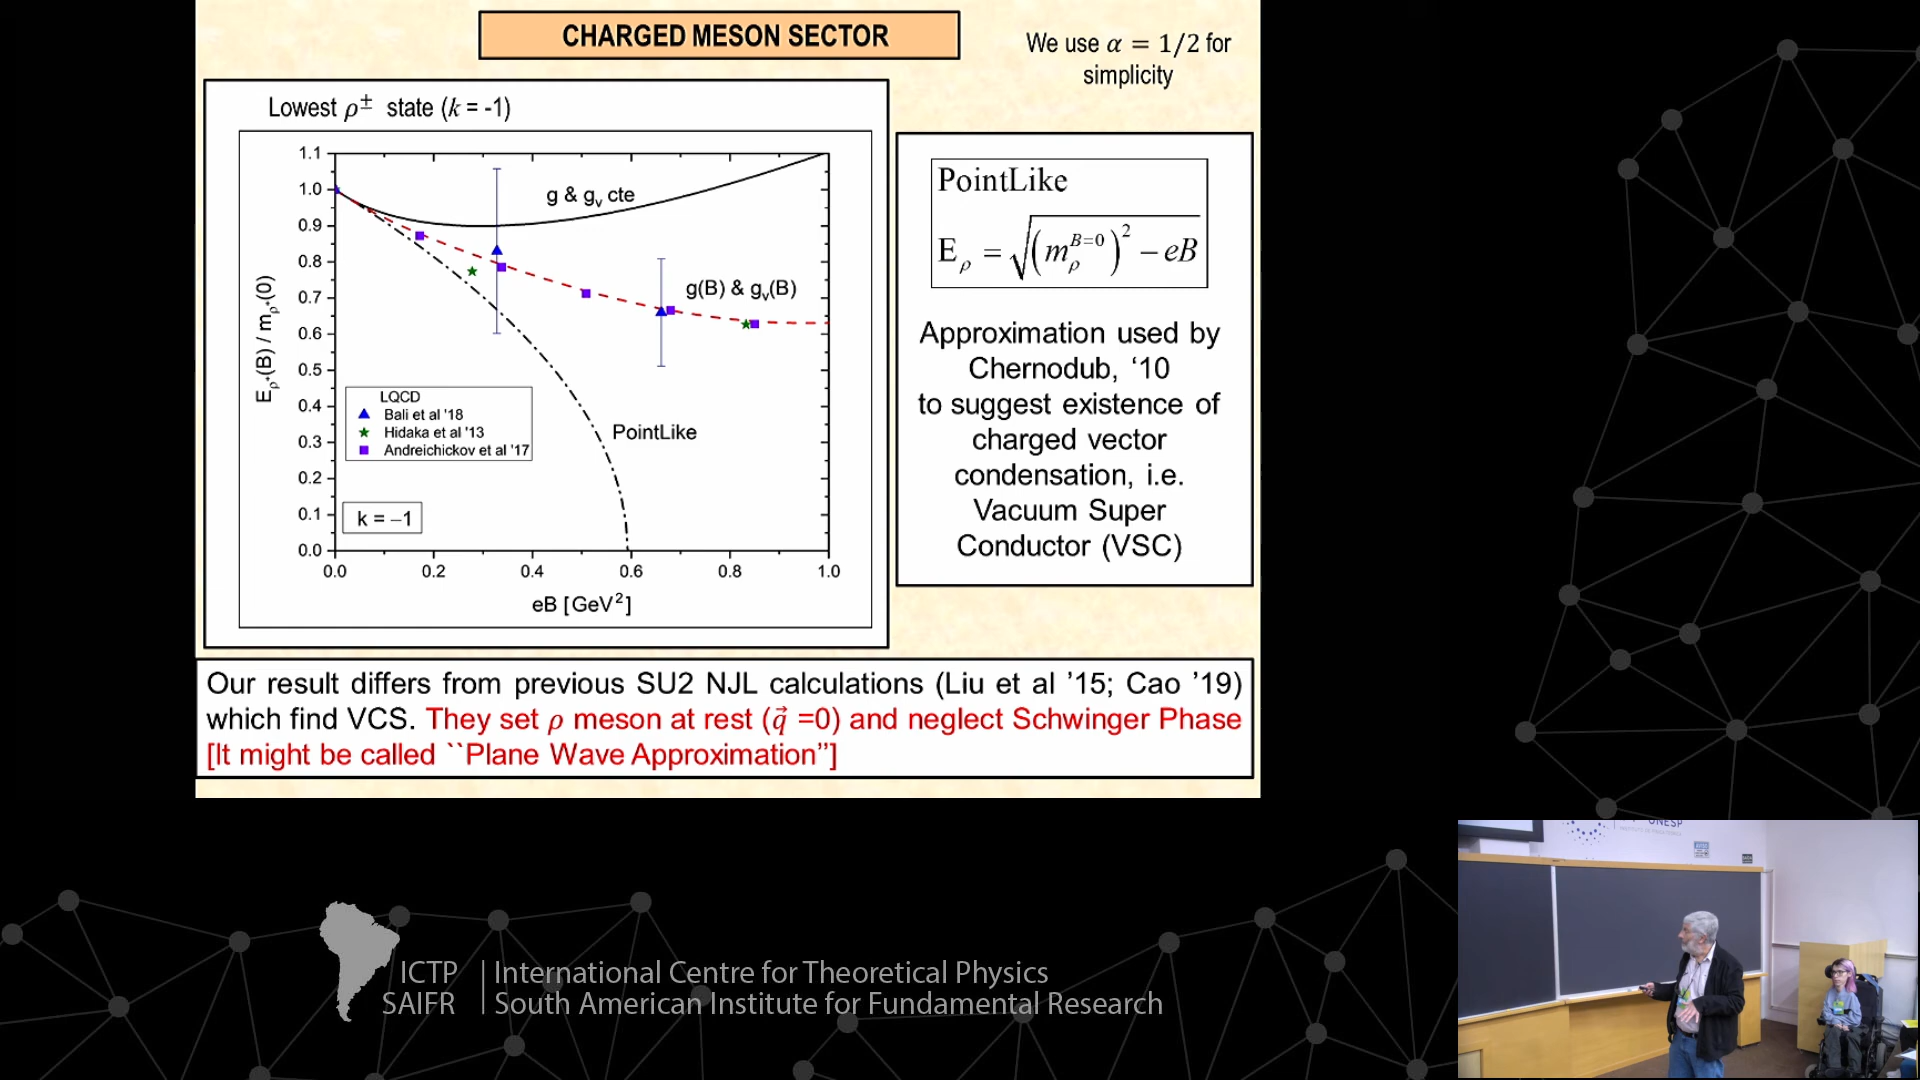 CHARGED MESON SECTOR
We use α = 1/2 for
simplicity
Lowest ρ± state (k = -1)
1.1
1.0
0.9
0.8
0.7
0.6
0.5
0.4
0.3
0.2
0.1
0.0
E_ρ⁺(B) / m_ρ⁺(0)
g & g_v cte
g(B) & g_v(B)
PointLike
LQCD
Bali et al '18
Hidaka et al '13
Andreichickov et al '17
k = −1
0.0 0.2 0.4 0.6 0.8 1.0
eB [GeV²]
PointLike
E_ρ = √((m_ρ^{B=0})² − eB)
Approximation used by
Chernodub, ‘10
to suggest existence of
charged vector
condensation, i.e.
Vacuum Super
Conductor (VSC)
Our result differs from previous SU2 NJL calculations (Liu et al ’15; Cao ’19)
which find VCS. They set ρ meson at rest (q⃗ =0) and neglect Schwinger Phase
[It might be called ``Plane Wave Approximation’’]
ICTP
SAIFR
International Centre for Theoretical Physics
South American Institute for Fundamental Research
UNESP